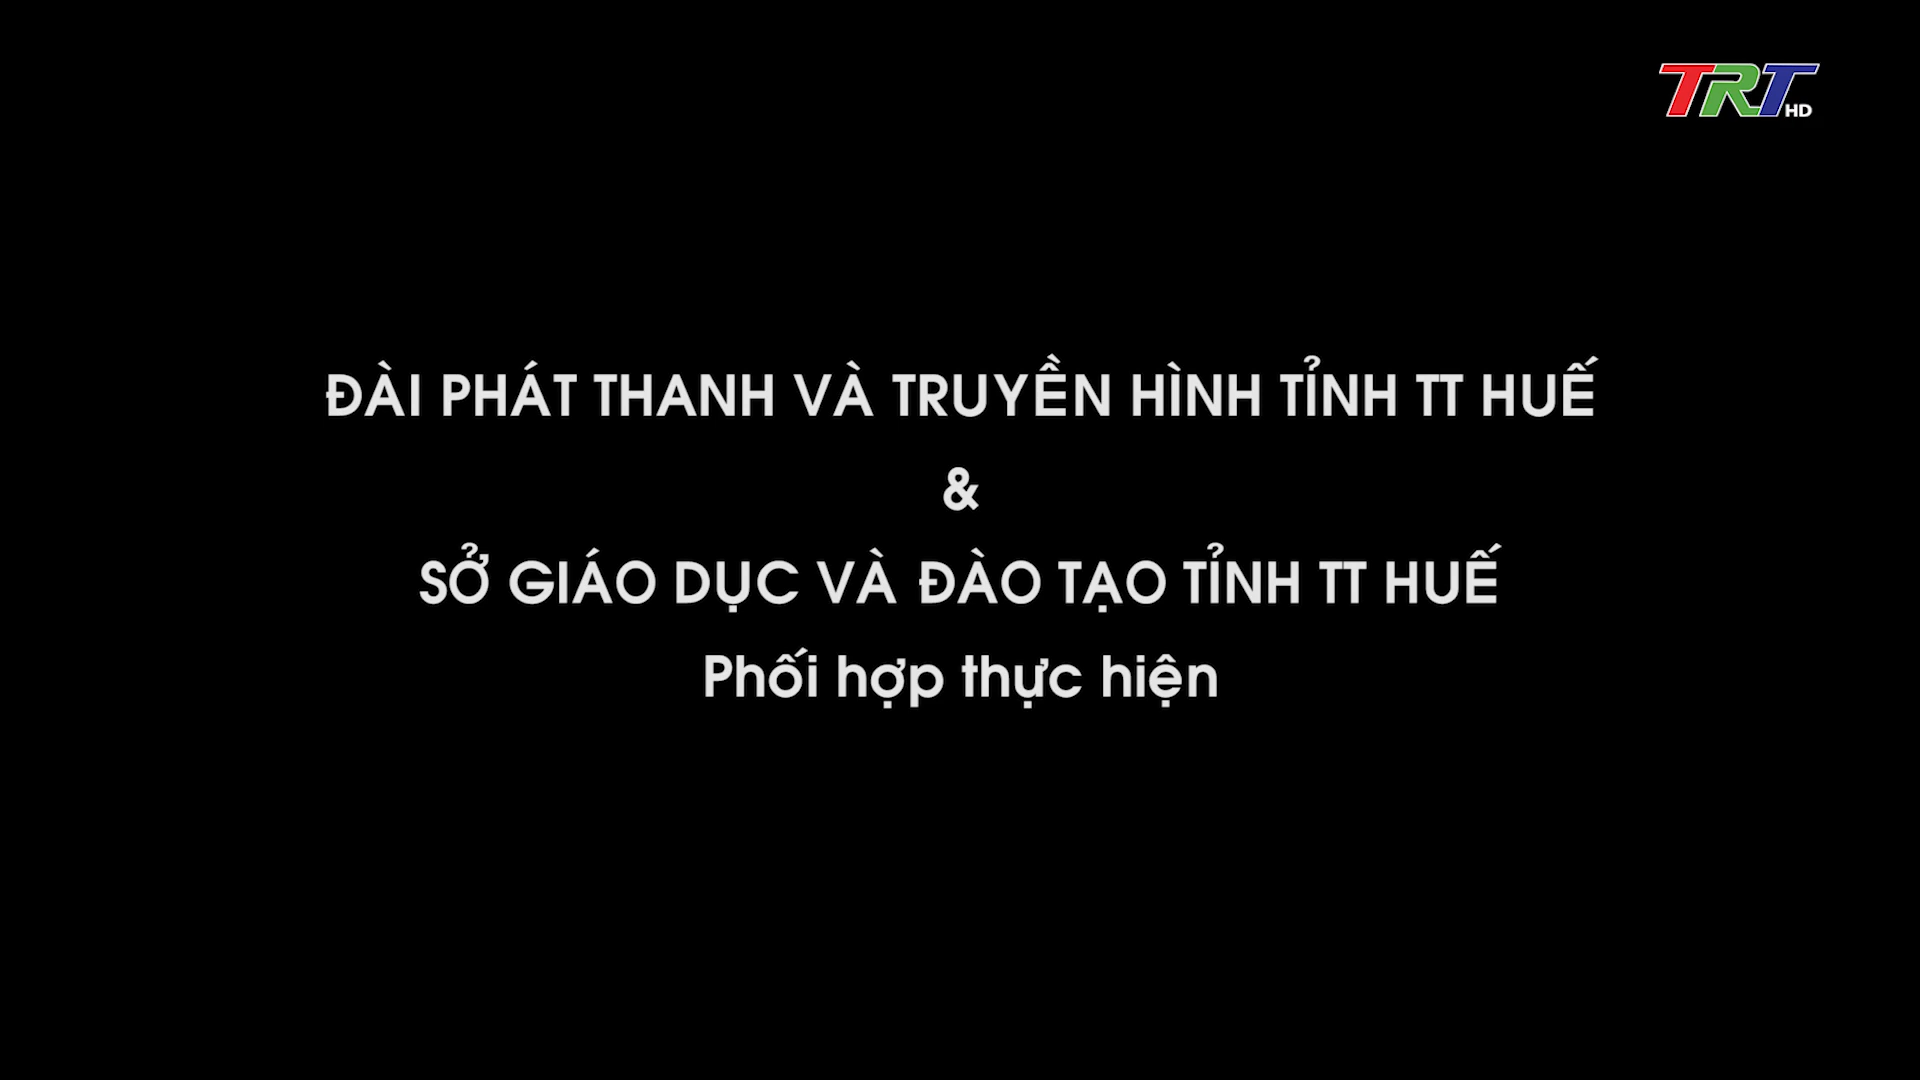 TRT HD
ĐÀI PHÁT THANH VÀ TRUYỀN HÌNH TỈNH TT HUẾ
&
SỞ GIÁO DỤC VÀ ĐÀO TẠO TỈNH TT HUẾ
Phối hợp thực hiện